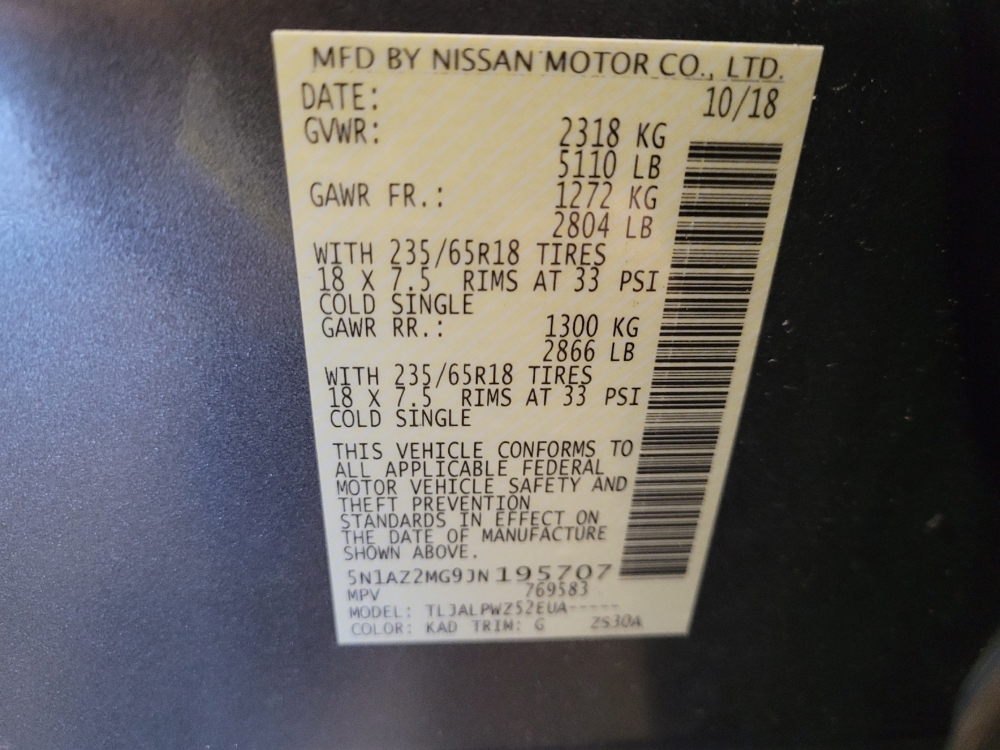 MFD BY NISSAN MOTOR CO., LTD.
DATE: 10/18
GVWR: 2318 KG
5110 LB
GAWR FR.: 1272 KG
2804 LB
WITH 235/65R18 TIRES
18 X 7.5 RIMS AT 33 PSI
COLD SINGLE
GAWR RR.: 1300 KG
2866 LB
WITH 235/65R18 TIRES
18 X 7.5 RIMS AT 33 PSI
COLD SINGLE
THIS VEHICLE CONFORMS TO
ALL APPLICABLE FEDERAL
MOTOR VEHICLE SAFETY AND
THEFT PREVENTION
STANDARDS IN EFFECT ON
THE DATE OF MANUFACTURE
SHOWN ABOVE.
5N1AZ2MG9JN195707
MPV 769583
MODEL: TLJALPWZ52EUA-----
COLOR: KAD TRIM: G ZS30A